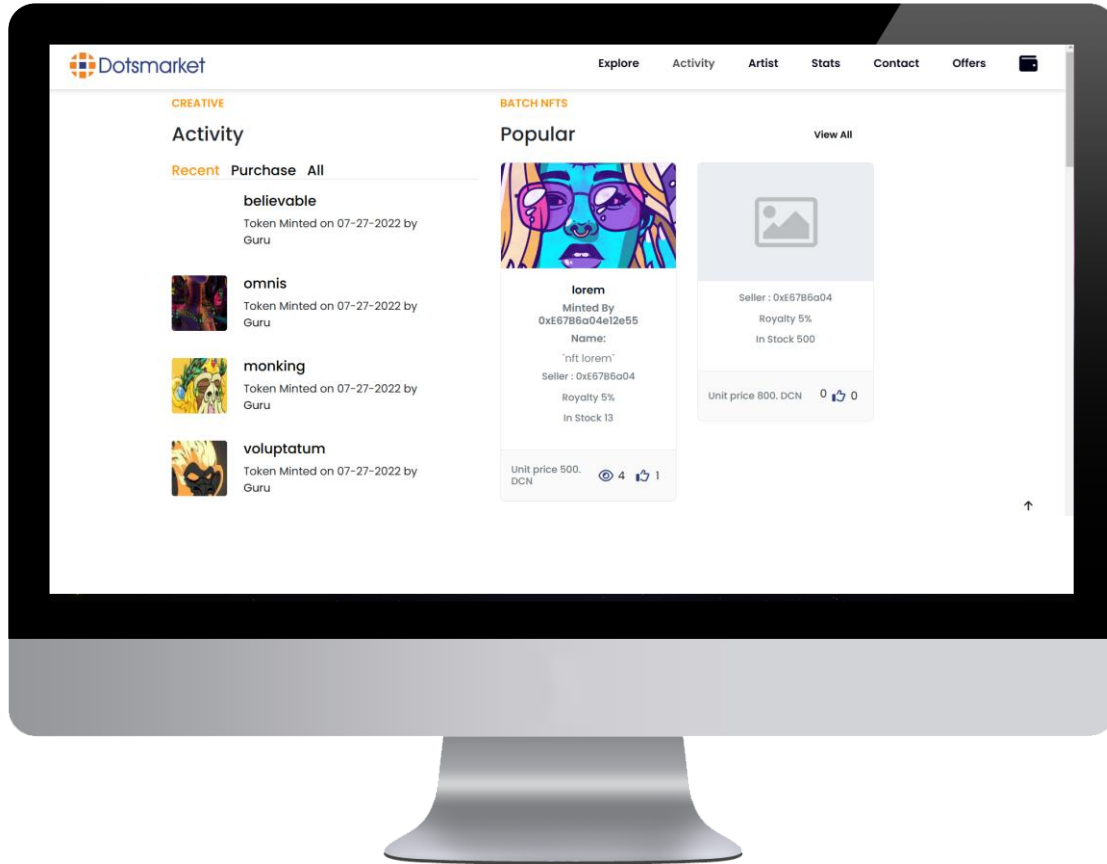 Dotsmarket
Explore Activity Artist Stats Contact Offers
CREATIVE
Activity
Recent Purchase All
believable
Token Minted on 07-27-2022 by
Guru
omnis
Token Minted on 07-27-2022 by
Guru
monking
Token Minted on 07-27-2022 by
Guru
voluptatum
Token Minted on 07-27-2022 by
Guru
BATCH NFTS
Popular
View All
lorem
Minted By
0xE67B6a04e12e55
Name:
`nft lorem`
Seller : 0xE67B6a04
Royalty 5%
In Stock 13
Unit price 500.
DCN
4 1
Seller : 0xE67B6a04
Royalty 5%
In Stock 500
Unit price 800. DCN 0 0